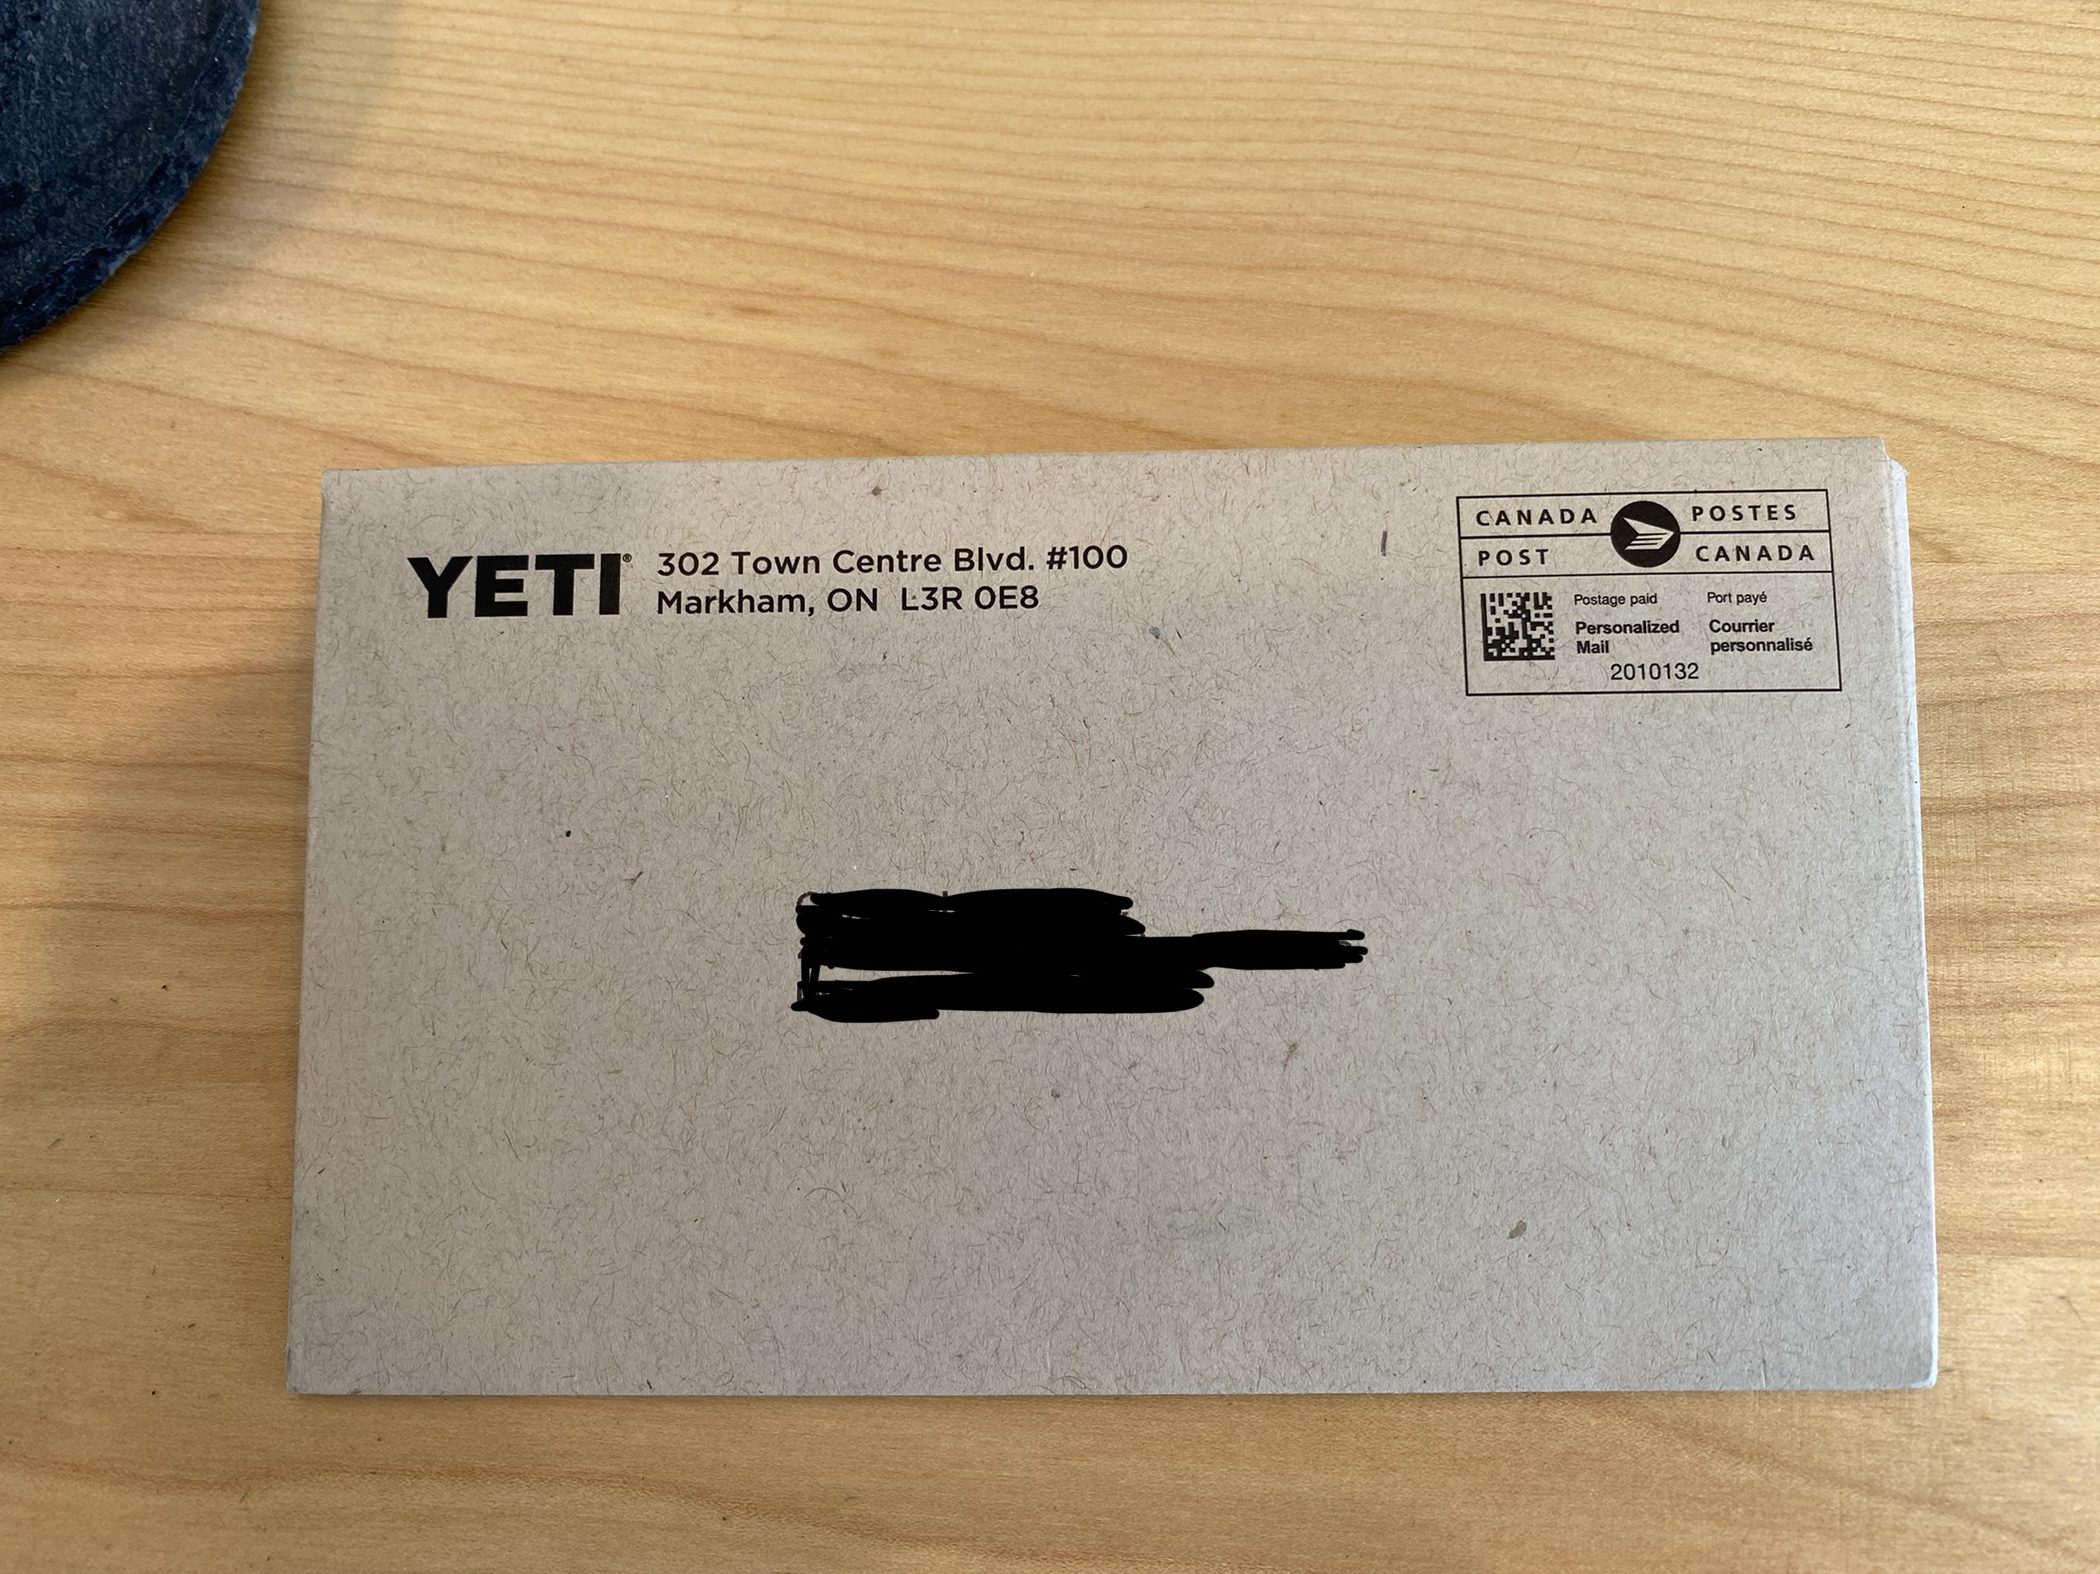 YETI® 302 Town Centre Blvd. #100
Markham, ON L3R 0E8
CANADA POSTES
POST CANADA
Postage paid Port payé
Personalized Courrier
Mail personnalisé
2010132